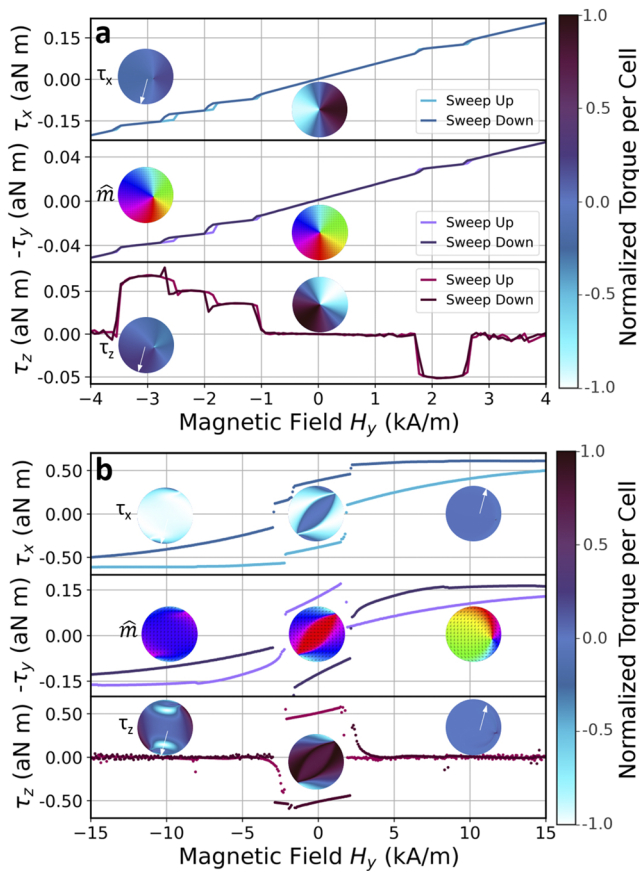 a
τx (aN m)
0.15
0.00
-0.15
τx
Sweep Up
Sweep Down
-τy (aN m)
0.04
0.00
-0.04
m̂
Sweep Up
Sweep Down
τz (aN m)
0.05
0.00
-0.05
τz
Sweep Up
Sweep Down
-4 -3 -2 -1 0 1 2 3 4
Magnetic Field Hy (kA/m)
1.0
0.5
0.0
-0.5
-1.0
Normalized Torque per Cell
b
τx (aN m)
0.50
0.00
-0.50
τx
-τy (aN m)
0.15
0.00
-0.15
m̂
τz (aN m)
0.50
0.00
-0.50
τz
-15 -10 -5 0 5 10 15
Magnetic Field Hy (kA/m)
1.0
0.5
0.0
-0.5
-1.0
Normalized Torque per Cell